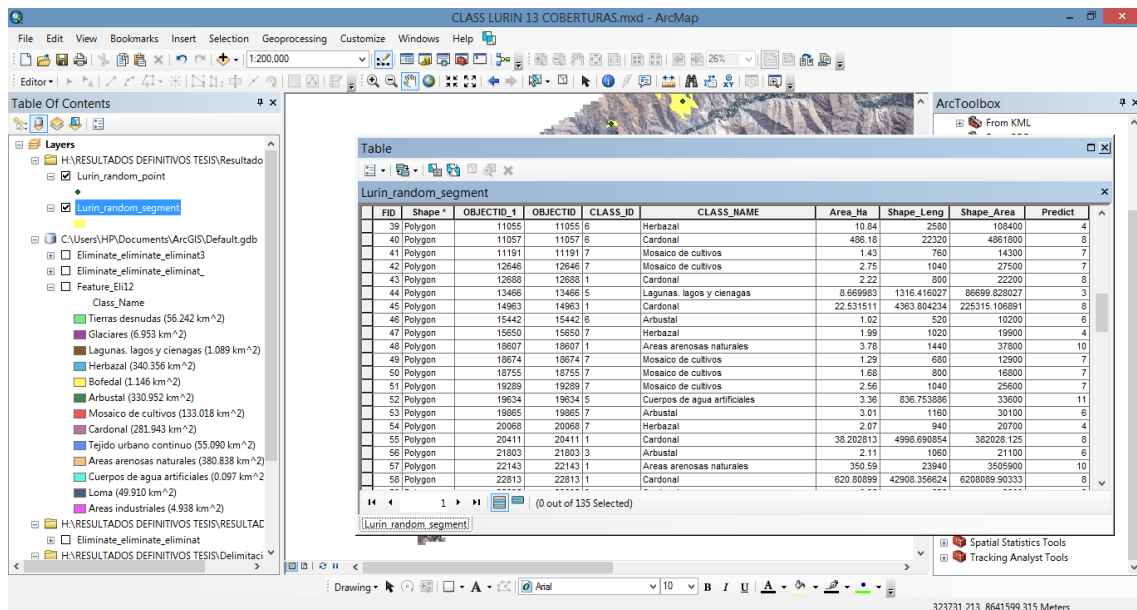 CLASS LURIN 13 COBERTURAS.mxd - ArcMap
File Edit View Bookmarks Insert Selection Geoprocessing Customize Windows Help
1:200,000
26%
Editor
Table Of Contents
Layers
H:\RESULTADOS DEFINITIVOS TESIS\Resultado
Lurin_random_point
Lurin_random_segment
C:\Users\HP\Documents\ArcGIS\Default.gdb
Eliminate_eliminate_eliminat3
Eliminate_eliminate_eliminat_
Feature_Eli12
Class_Name
Tierras desnudas (56.242 km^2)
Glaciares (6.953 km^2)
Lagunas. lagos y cienagas (1.089 km^2)
Herbazal (340.356 km^2)
Bofedal (1.146 km^2)
Arbustal (330.952 km^2)
Mosaico de cultivos (133.018 km^2)
Cardonal (281.943 km^2)
Tejido urbano continuo (55.090 km^2)
Areas arenosas naturales (380.838 km^2)
Cuerpos de agua artificiales (0.097 km^2
Loma (49.910 km^2)
Areas industriales (4.938 km^2)
H:\RESULTADOS DEFINITIVOS TESIS\RESULTAD
Eliminate_eliminate_eliminat
H:\RESULTADOS DEFINITIVOS TESIS\Delimitaci
Table
Lurin_random_segment
FID Shape * OBJECTID_1 OBJECTID CLASS_ID CLASS_NAME Area_Ha Shape_Leng Shape_Area Predict
39 Polygon 11055 11055 6 Herbazal 10.84 2580 108400 4
40 Polygon 11057 11057 6 Cardonal 486.18 22320 4861800 8
41 Polygon 11191 11191 7 Mosaico de cultivos 1.43 760 14300 7
42 Polygon 12646 12646 7 Mosaico de cultivos 2.75 1040 27500 7
43 Polygon 12688 12688 1 Cardonal 2.22 800 22200 8
44 Polygon 13466 13466 5 Lagunas. lagos y cienagas 8.669983 1316.416027 86699.828027 3
45 Polygon 14963 14963 1 Cardonal 22.531511 4363.804234 225315.106891 8
46 Polygon 15442 15442 6 Arbustal 1.02 520 10200 6
47 Polygon 15650 15650 7 Herbazal 1.99 1020 19900 4
48 Polygon 18607 18607 1 Areas arenosas naturales 3.78 1440 37800 10
49 Polygon 18674 18674 7 Mosaico de cultivos 1.29 680 12900 7
50 Polygon 18755 18755 7 Mosaico de cultivos 1.68 800 16800 7
51 Polygon 19289 19289 7 Mosaico de cultivos 2.56 1040 25600 7
52 Polygon 19634 19634 5 Cuerpos de agua artificiales 3.36 836.753886 33600 11
53 Polygon 19865 19865 7 Arbustal 3.01 1160 30100 6
54 Polygon 20068 20068 7 Herbazal 2.07 940 20700 4
55 Polygon 20411 20411 1 Cardonal 38.202813 4998.690854 382028.125 8
56 Polygon 21803 21803 3 Arbustal 2.11 1060 21100 6
57 Polygon 22143 22143 1 Areas arenosas naturales 350.59 23940 3505900 10
58 Polygon 22813 22813 1 Cardonal 620.80899 42908.356624 6208089.90333 8
1
(0 out of 135 Selected)
Lurin_random_segment
ArcToolbox
From KML
Spatial Statistics Tools
Tracking Analyst Tools
Drawing
Arial
10
B I U A
323731.213 8641599.315 Meters